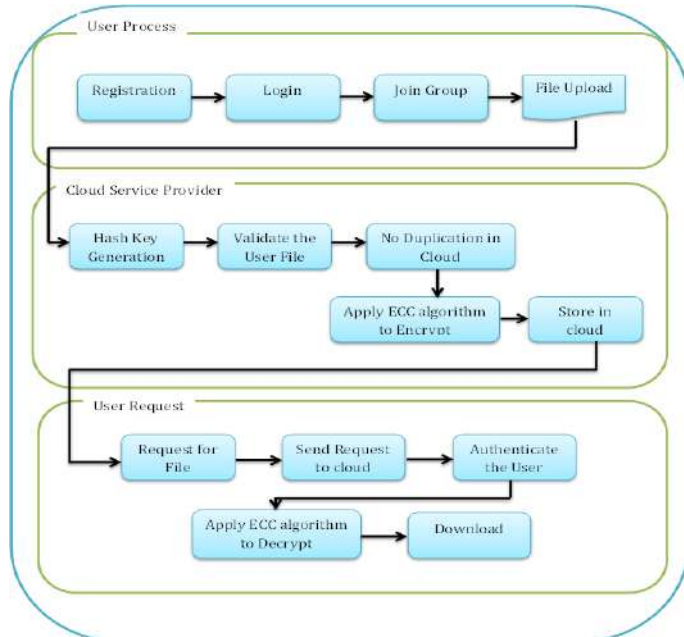 User Process
Registration
Login
Join Group
File Upload
Cloud Service Provider
Hash Key
Generation
Validate the
User File
No Duplication in
Cloud
Apply ECC algorithm
to Encrypt
Store in
cloud
User Request
Request for
File
Send Request
to cloud
Authenticate
the User
Apply ECC algorithm
to Decrypt
Download